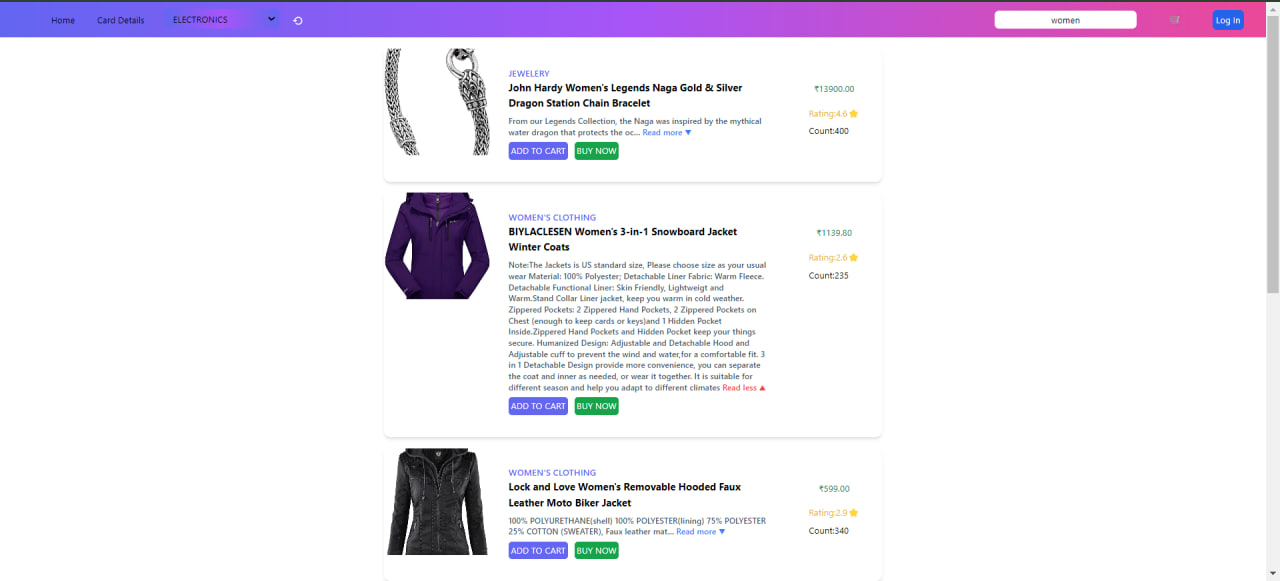 Home Card Details ELECTRONICS women Log In
JEWELERY
John Hardy Women's Legends Naga Gold & Silver
Dragon Station Chain Bracelet
From our Legends Collection, the Naga was inspired by the mythical
water dragon that protects the oc... Read more ▼
ADD TO CART BUY NOW
₹13900.00
Rating:4.6
Count:400
WOMEN'S CLOTHING
BIYLACLESEN Women's 3-in-1 Snowboard Jacket
Winter Coats
Note:The Jackets is US standard size, Please choose size as your usual
wear Material: 100% Polyester; Detachable Liner Fabric: Warm Fleece.
Detachable Functional Liner: Skin Friendly, Lightweigt and
Warm.Stand Collar Liner jacket, keep you warm in cold weather.
Zippered Pockets: 2 Zippered Hand Pockets, 2 Zippered Pockets on
Chest (enough to keep cards or keys)and 1 Hidden Pocket
Inside.Zippered Hand Pockets and Hidden Pocket keep your things
secure. Humanized Design: Adjustable and Detachable Hood and
Adjustable cuff to prevent the wind and water,for a comfortable fit. 3
in 1 Detachable Design provide more convenience, you can separate
the coat and inner as needed, or wear it together. It is suitable for
different season and help you adapt to different climates Read less ▲
ADD TO CART BUY NOW
₹1139.80
Rating:2.6
Count:235
WOMEN'S CLOTHING
Lock and Love Women's Removable Hooded Faux
Leather Moto Biker Jacket
100% POLYURETHANE(shell) 100% POLYESTER(lining) 75% POLYESTER
25% COTTON (SWEATER), Faux leather mat... Read more ▼
ADD TO CART BUY NOW
₹599.00
Rating:2.9
Count:340